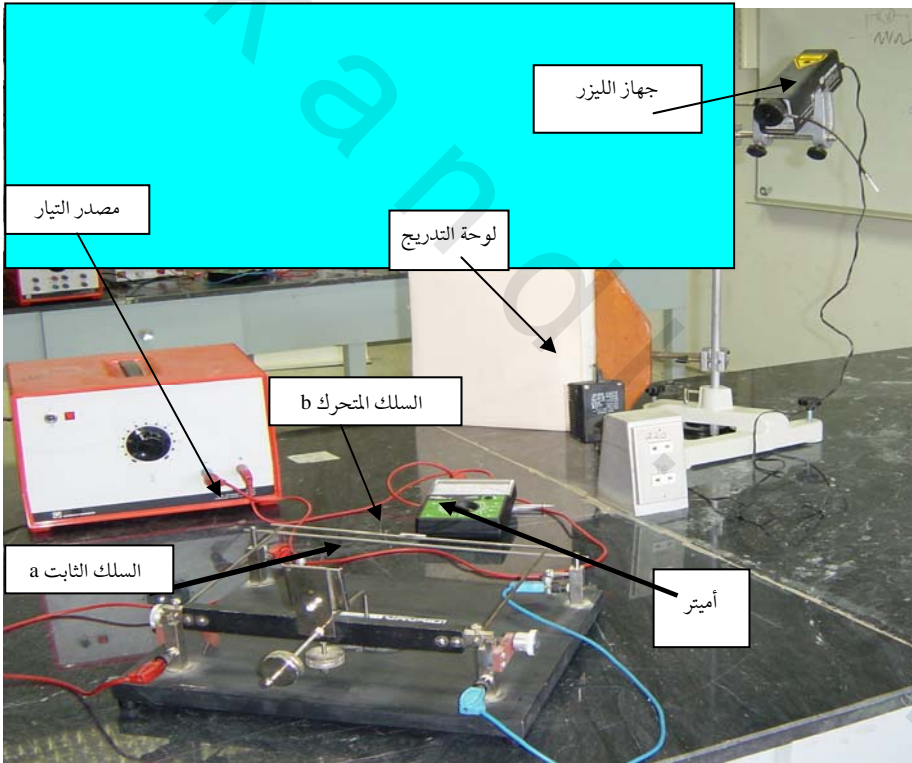 جهاز الليزر
مصدر التيار
لوحة التدريج
السلك المتحرك b
السلك الثابت a
أميتر